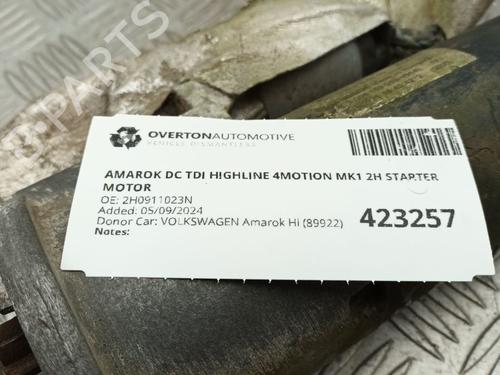 OVERTONAUTOMOTIVE
VEHICLE DISMANTLERS
AMAROK DC TDI HIGHLINE 4MOTION MK1 2H STARTER
MOTOR
OE: 2H0911023N
Added: 05/09/2024
Donor Car: VOLKSWAGEN Amarok Hi (89922)
Notes:
423257
B-PARTS